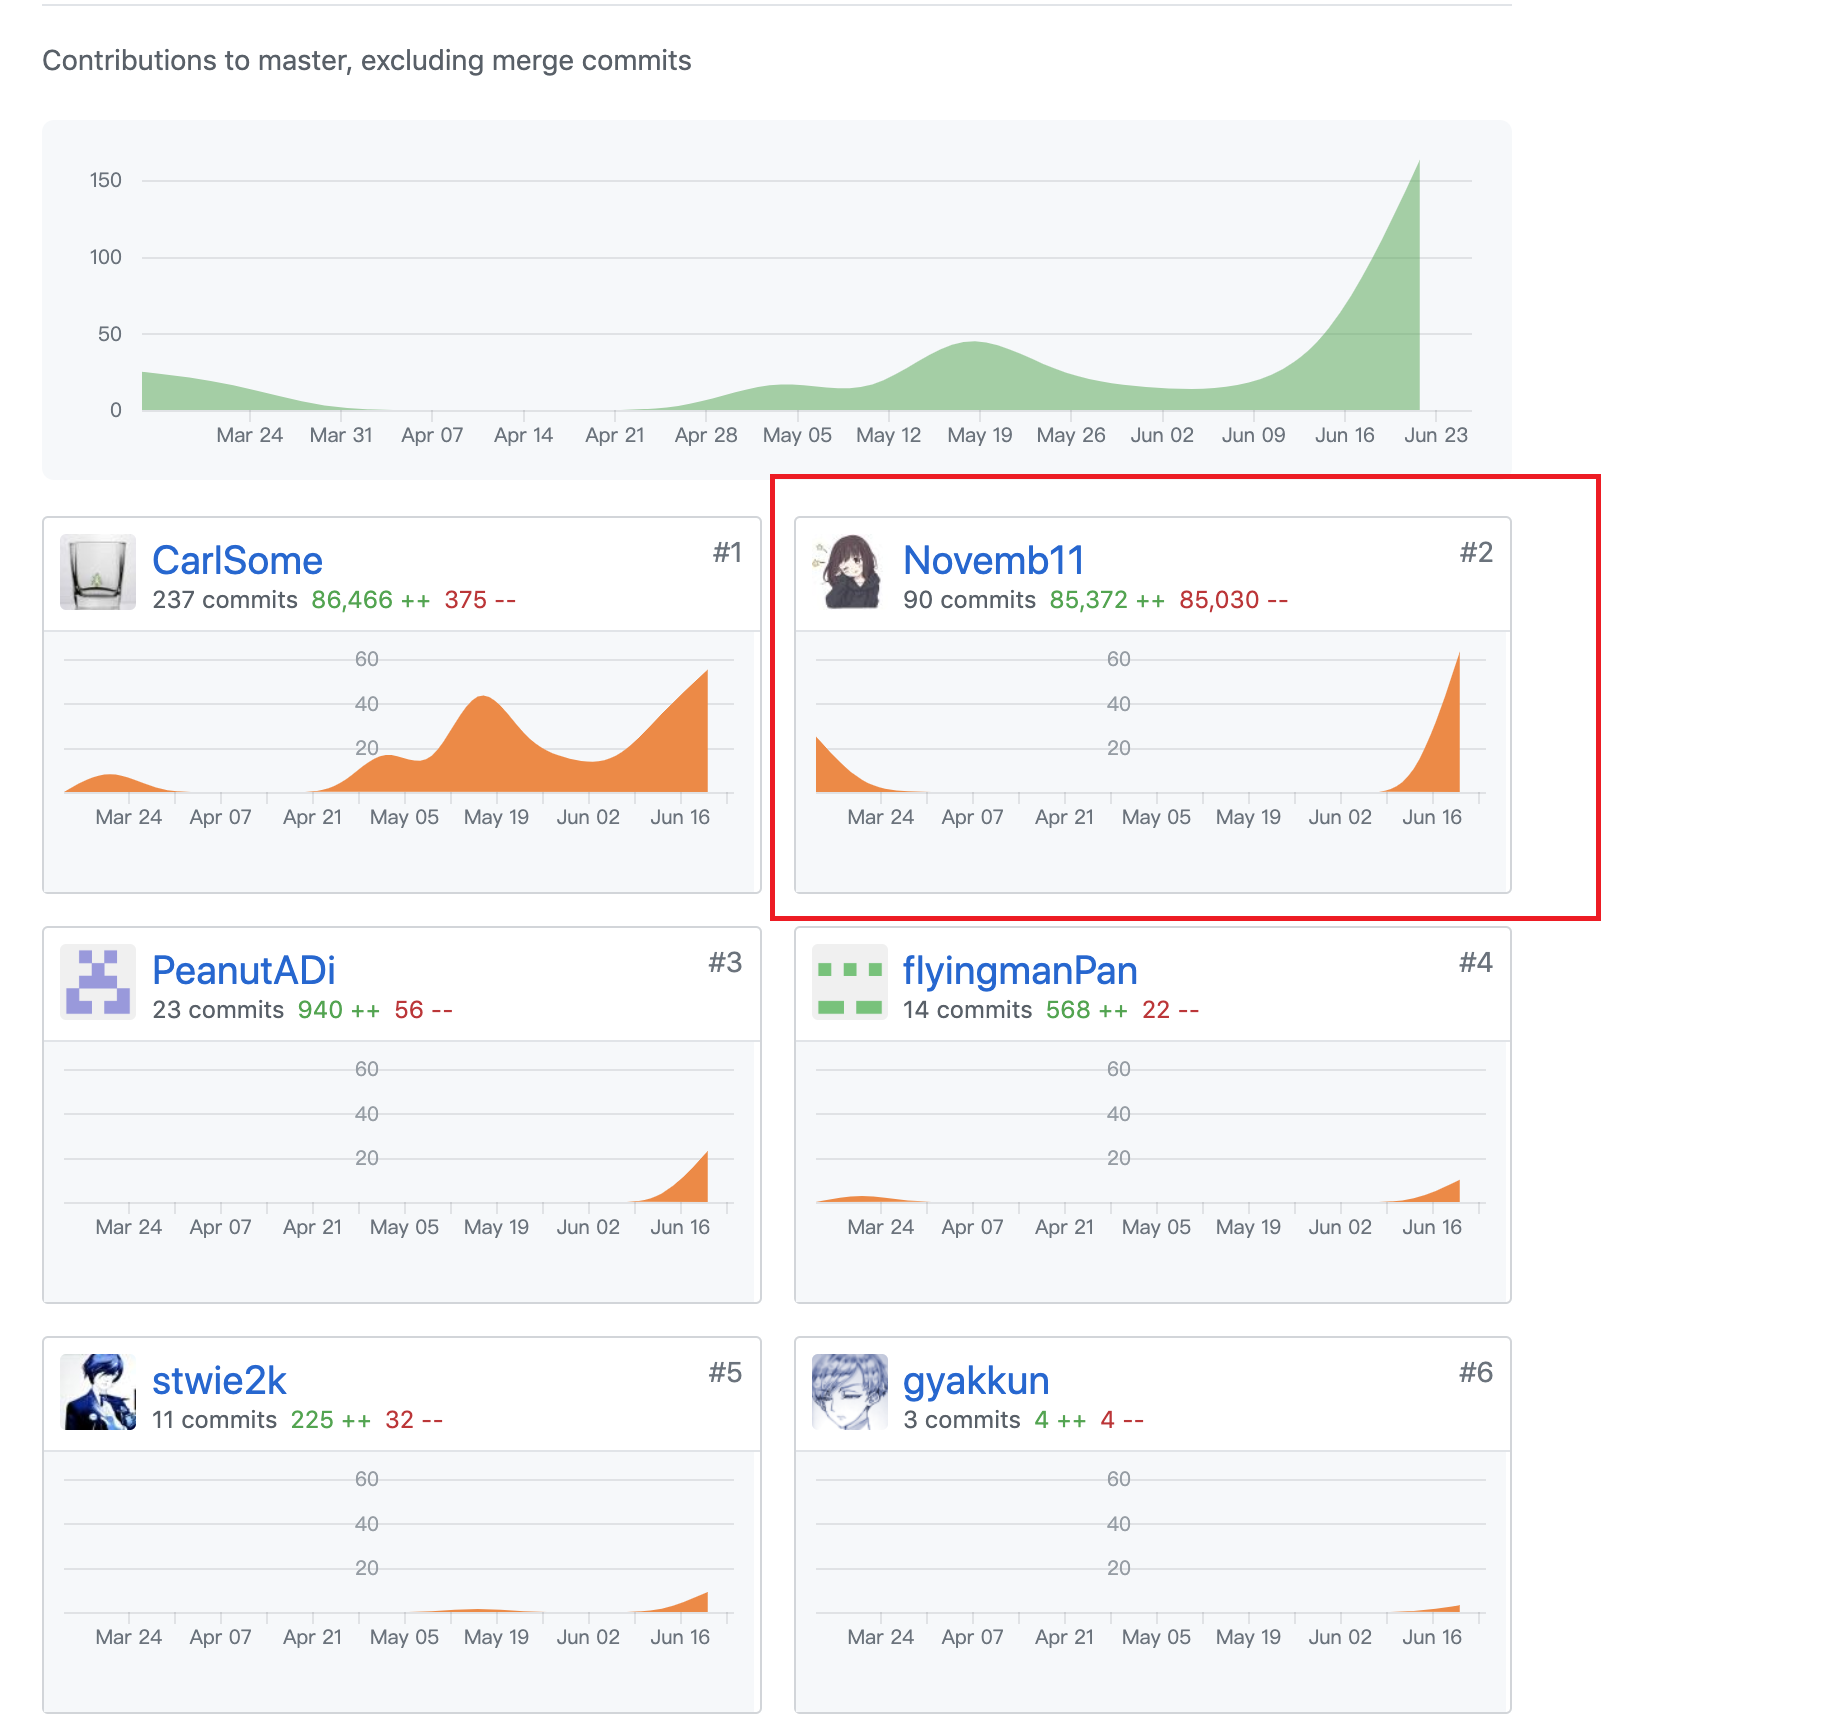 Contributions to master, excluding merge commits
150
100
50
0
Mar 24 Mar 31 Apr 07 Apr 14 Apr 21 Apr 28 May 05 May 12 May 19 May 26 Jun 02 Jun 09 Jun 16 Jun 23
CarlSome #1
237 commits 86,466 ++ 375 --
60
40
20
Mar 24 Apr 07 Apr 21 May 05 May 19 Jun 02 Jun 16
Novemb11 #2
90 commits 85,372 ++ 85,030 --
60
40
20
Mar 24 Apr 07 Apr 21 May 05 May 19 Jun 02 Jun 16
PeanutADi #3
23 commits 940 ++ 56 --
60
40
20
Mar 24 Apr 07 Apr 21 May 05 May 19 Jun 02 Jun 16
flyingmanPan #4
14 commits 568 ++ 22 --
60
40
20
Mar 24 Apr 07 Apr 21 May 05 May 19 Jun 02 Jun 16
stwie2k #5
11 commits 225 ++ 32 --
60
40
20
Mar 24 Apr 07 Apr 21 May 05 May 19 Jun 02 Jun 16
gyakkun #6
3 commits 4 ++ 4 --
60
40
20
Mar 24 Apr 07 Apr 21 May 05 May 19 Jun 02 Jun 16